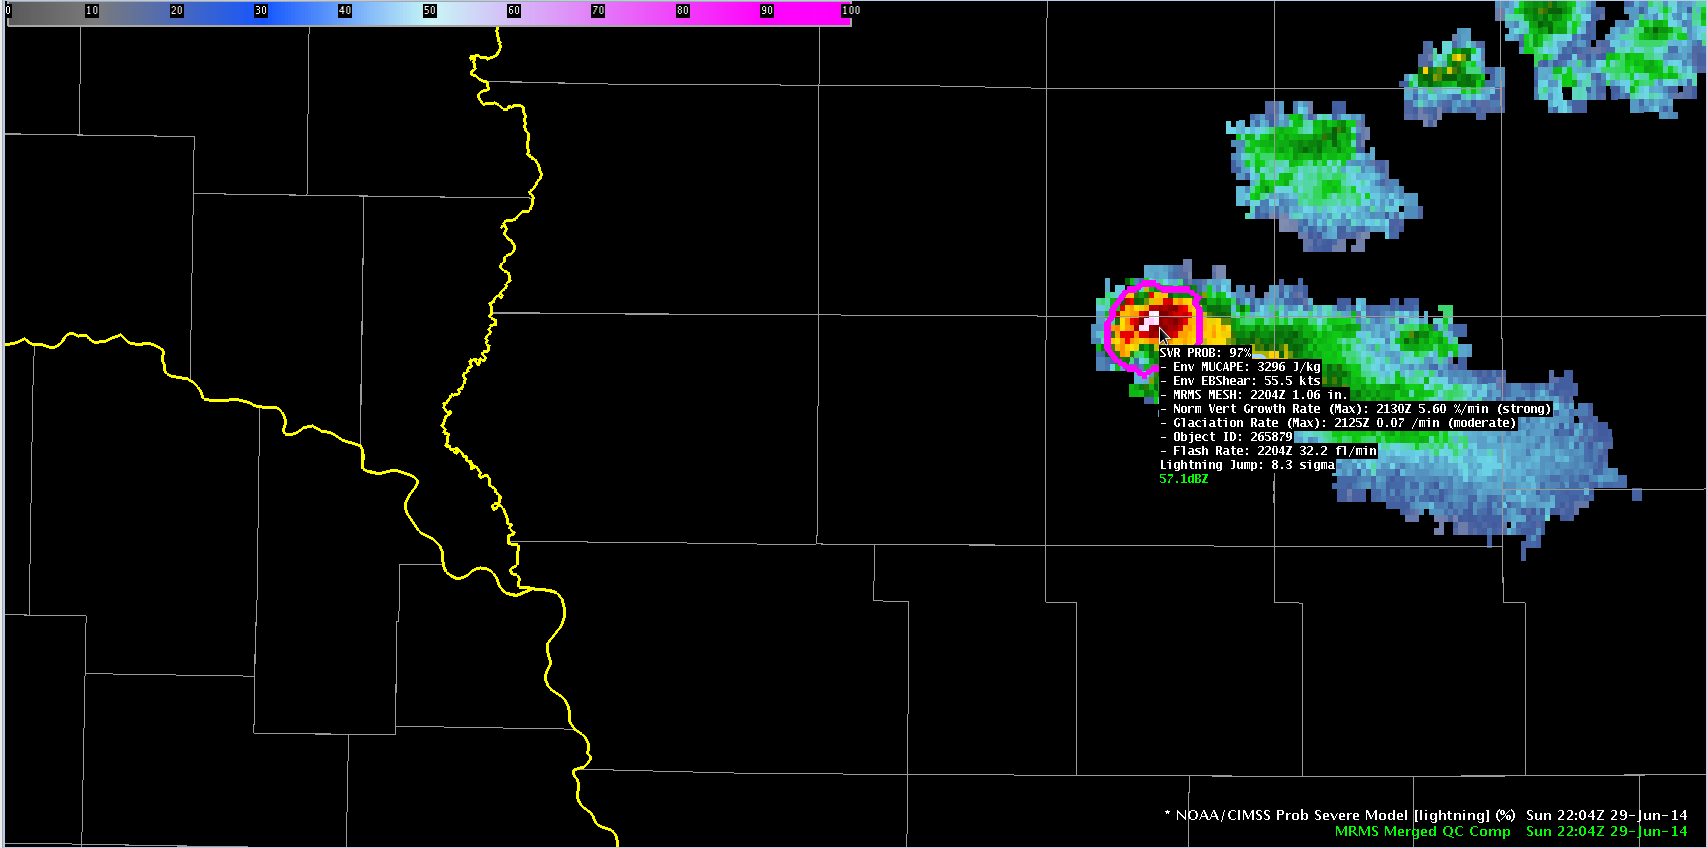 0 10 20 30 40 50 60 70 80 90 100
SVR PROB: 97%
- Env MUCAPE: 3296 J/kg
- Env EBShear: 55.5 kts
- MRMS MESH: 2204Z 1.06 in.
- Norm Vert Growth Rate (Max): 2130Z 5.60 %/min (strong)
- Glaciation Rate (Max): 2125Z 0.07 /min (moderate)
- Object ID: 265879
- Flash Rate: 2204Z 32.2 fl/min
Lightning Jump: 8.3 sigma
57.1dBZ
* NOAA/CIMSS Prob Severe Model [lightning] (%) Sun 22:04Z 29-Jun-14
MRMS Merged QC Comp Sun 22:04Z 29-Jun-14